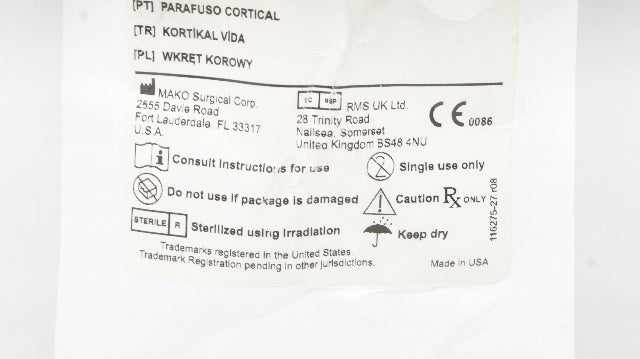 [PT] PARAFUSO CORTICAL
[TR] KORTİKAL VİDA
[PL] WKRĘT KOROWY
MAKO Surgical Corp.
2555 Davie Road
Fort Lauderdale, FL 33317
U.S.A.
EC REP RMS UK Ltd.
28 Trinity Road
Nailsea, Somerset
United Kingdom BS48 4NU
CE 0086
i Consult Instructions for use
2 Single use only
Do not use if package is damaged
Caution Rx ONLY
STERILE R Sterilized using Irradiation
Keep dry
116275-27 r08
Trademarks registered in the United States.
Trademark Registration pending in other jurisdictions.
Made in USA